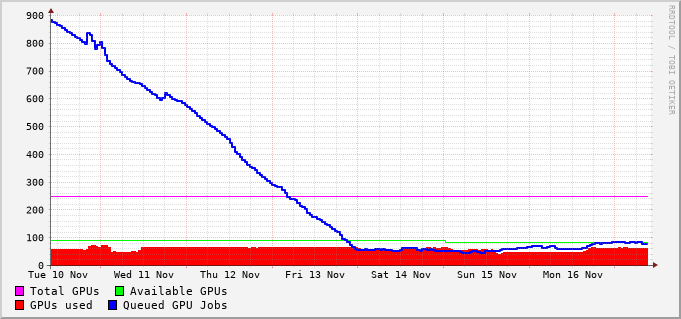 RRDTOOL / TOBI OETIKER
900
800
700
600
500
400
300
200
100
0
Tue 10 Nov Wed 11 Nov Thu 12 Nov Fri 13 Nov Sat 14 Nov Sun 15 Nov Mon 16 Nov
Total GPUs Available GPUs
GPUs used Queued GPU Jobs